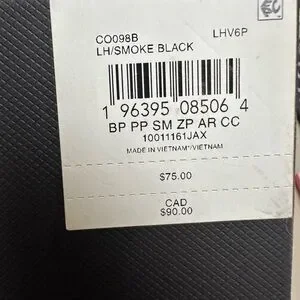 CO098B LHV6P
LH/SMOKE BLACK
1 96395 08506 4
BP PP SM ZP AR CC
10011161JAX
MADE IN VIETNAM*/VIETNAM
$75.00
CAD
$90.00